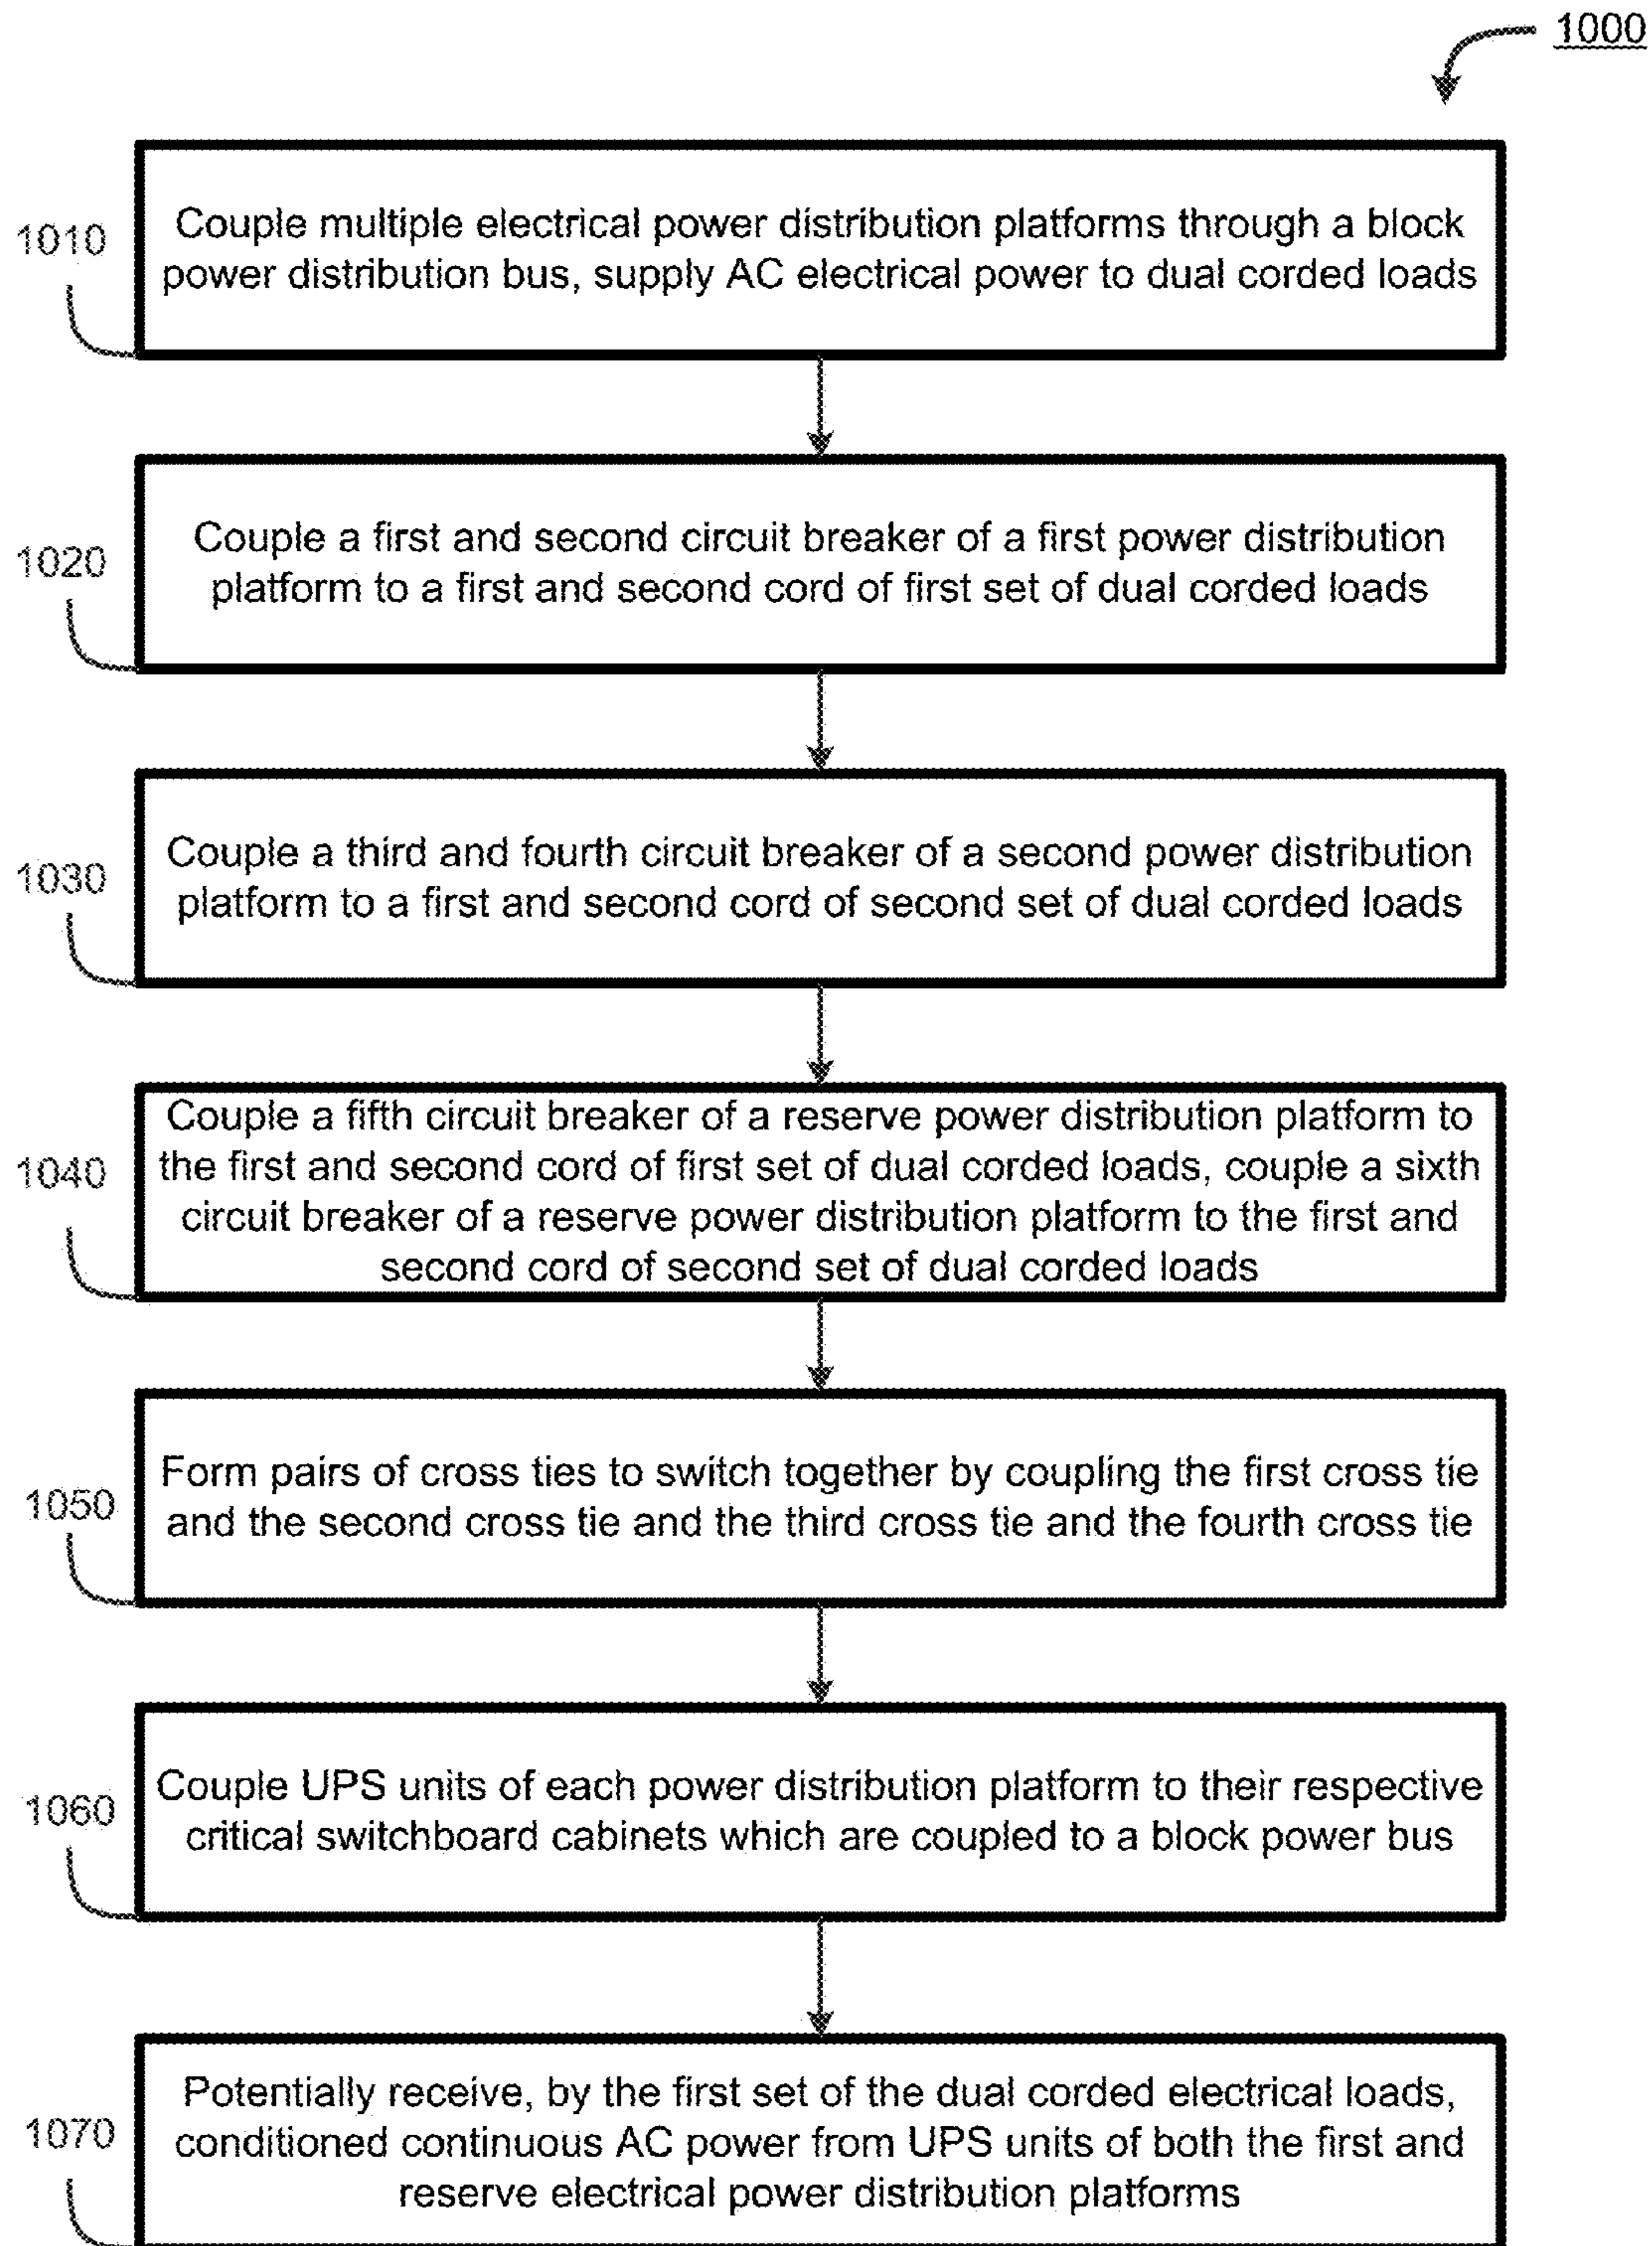 1000
1010
Couple multiple electrical power distribution platforms through a block
power distribution bus, supply AC electrical power to dual corded loads
1020
Couple a first and second circuit breaker of a first power distribution
platform to a first and second cord of first set of dual corded loads
1030
Couple a third and fourth circuit breaker of a second power distribution
platform to a first and second cord of second set of dual corded loads
1040
Couple a fifth circuit breaker of a reserve power distribution platform to
the first and second cord of first set of dual corded loads, couple a sixth
circuit breaker of a reserve power distribution platform to the first and
second cord of second set of dual corded loads
1050
Form pairs of cross ties to switch together by coupling the first cross tie
and the second cross tie and the third cross tie and the fourth cross tie
1060
Couple UPS units of each power distribution platform to their respective
critical switchboard cabinets which are coupled to a block power bus
1070
Potentially receive, by the first set of the dual corded electrical loads,
conditioned continuous AC power from UPS units of both the first and
reserve electrical power distribution platforms